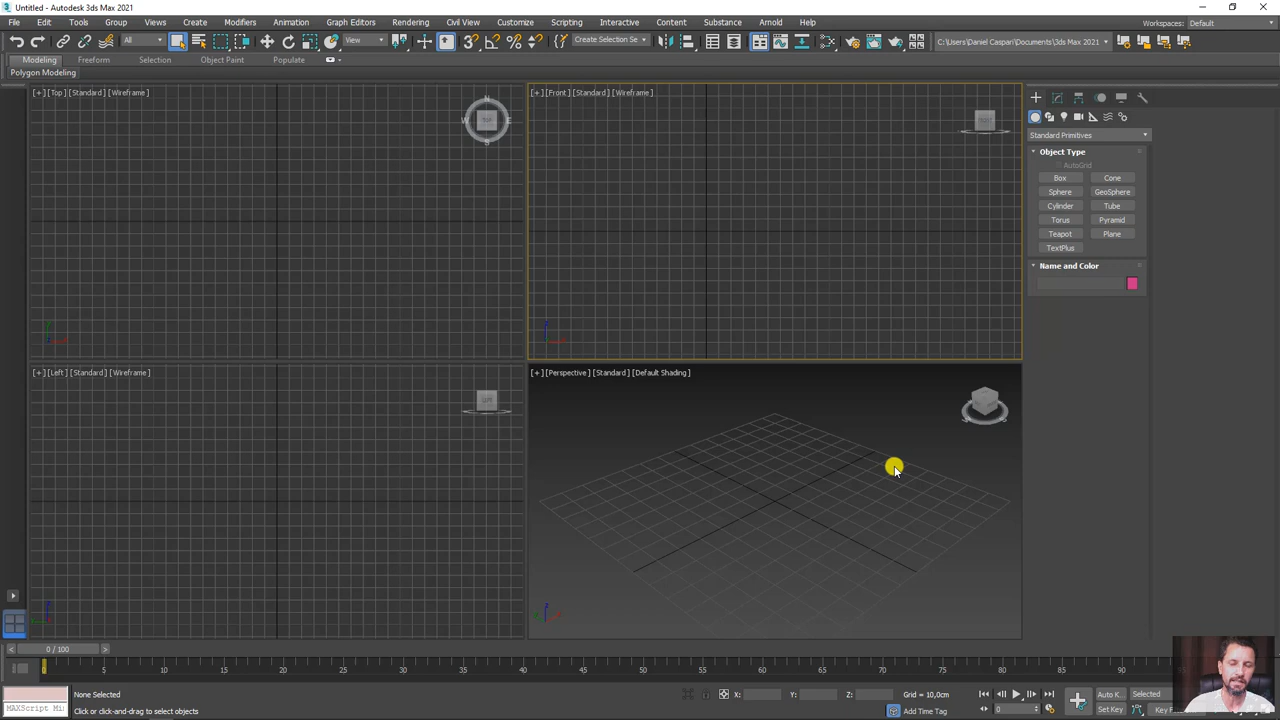 Untitled - Autodesk 3ds Max 2021
File Edit Tools Group Views Create Modifiers Animation Graph Editors Rendering Civil View Customize Scripting Interactive Content Substance Arnold Help
Workspaces: Default
All View Create Selection Se C:\Users\Daniel Caspari\Documents\3ds Max 2021
Modeling Freeform Selection Object Paint Populate
Polygon Modeling
[+] [Top] [Standard] [Wireframe]
N
W TOP E
S
[+] [Front] [Standard] [Wireframe]
FRONT
Standard Primitives
Object Type
AutoGrid
Box Cone
Sphere GeoSphere
Cylinder Tube
Torus Pyramid
Teapot Plane
TextPlus
Name and Color
[+] [Left] [Standard] [Wireframe]
LEFT
[+] [Perspective] [Standard] [Default Shading]
0 / 100
0 5 10 15 20 25 30 35 40 45 50 55 60 65 70 75 80 85 90
None Selected X: Y: Z: Grid = 10,0cm Auto K... Selected
MAXScript Mi Click or click-and-drag to select objects Add Time Tag 0 Set Key Key F